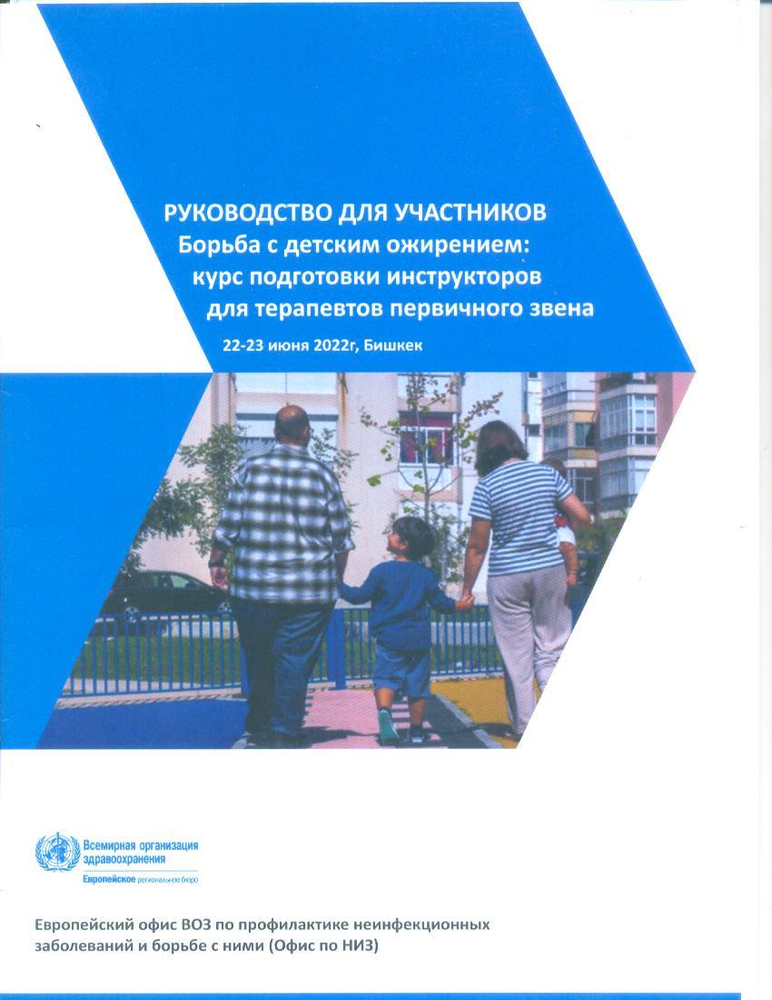 РУКОВОДСТВО ДЛЯ УЧАСТНИКОВ
Борьба с детским ожирением:
курс подготовки инструкторов
для терапевтов первичного звена
22-23 июня 2022г, Бишкек
Всемирная организация
здравоохранения
Европейское региональное бюро
Европейский офис ВОЗ по профилактике неинфекционных
заболеваний и борьбе с ними (Офис по НИЗ)